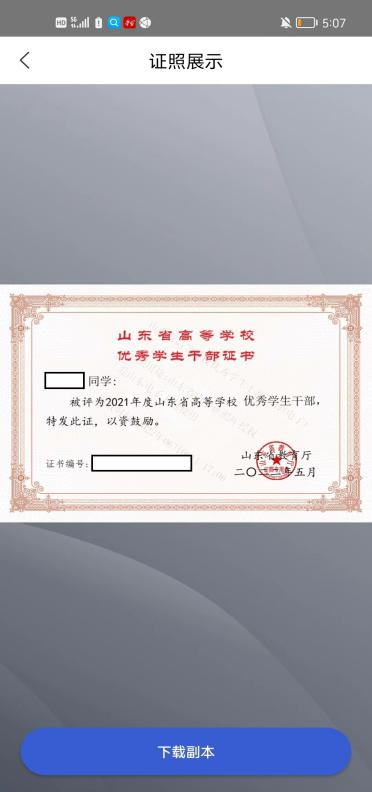 HD 5G
5:07
证照展示
山东省高等学校
优秀学生干部证书
同学：
被评为2021年度山东省高等学校 优秀学生干部，
特发此证，以资鼓励。
证书编号：
山东省教育厅
二〇二二年五月
下载副本